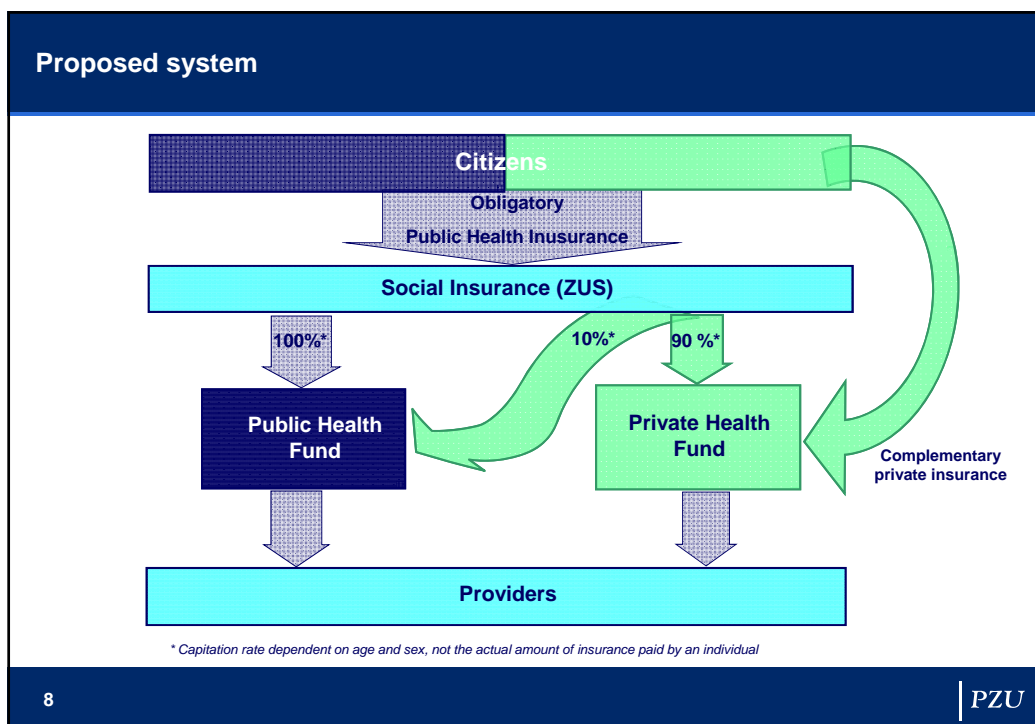 Proposed system
Citizens
Obligatory
Public Health Inusurance
Social Insurance (ZUS)
100%*
10%*
90 %*
Public Health
Fund
Private Health
Fund
Complementary
private insurance
Providers
* Capitation rate dependent on age and sex, not the actual amount of insurance paid by an individual
8
PZU